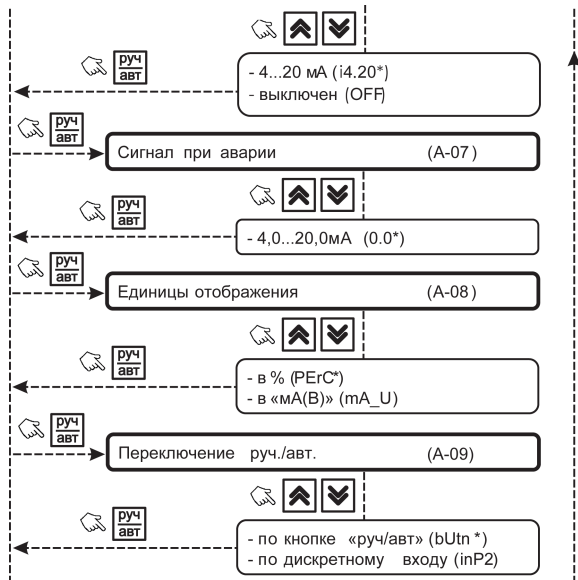 руч
авт
- 4...20 мА (i4.20*)
- выключен (OFF)
руч
авт
Сигнал при аварии (А-07)
руч
авт
- 4,0...20,0мА (0.0*)
руч
авт
Единицы отображения (А-08)
руч
авт
- в % (PErC*)
- в «мА(В)» (mA_U)
руч
авт
Переключение руч./авт. (А-09)
руч
авт
- по кнопке «руч/авт» (bUtn *)
- по дискретному входу (inP2)